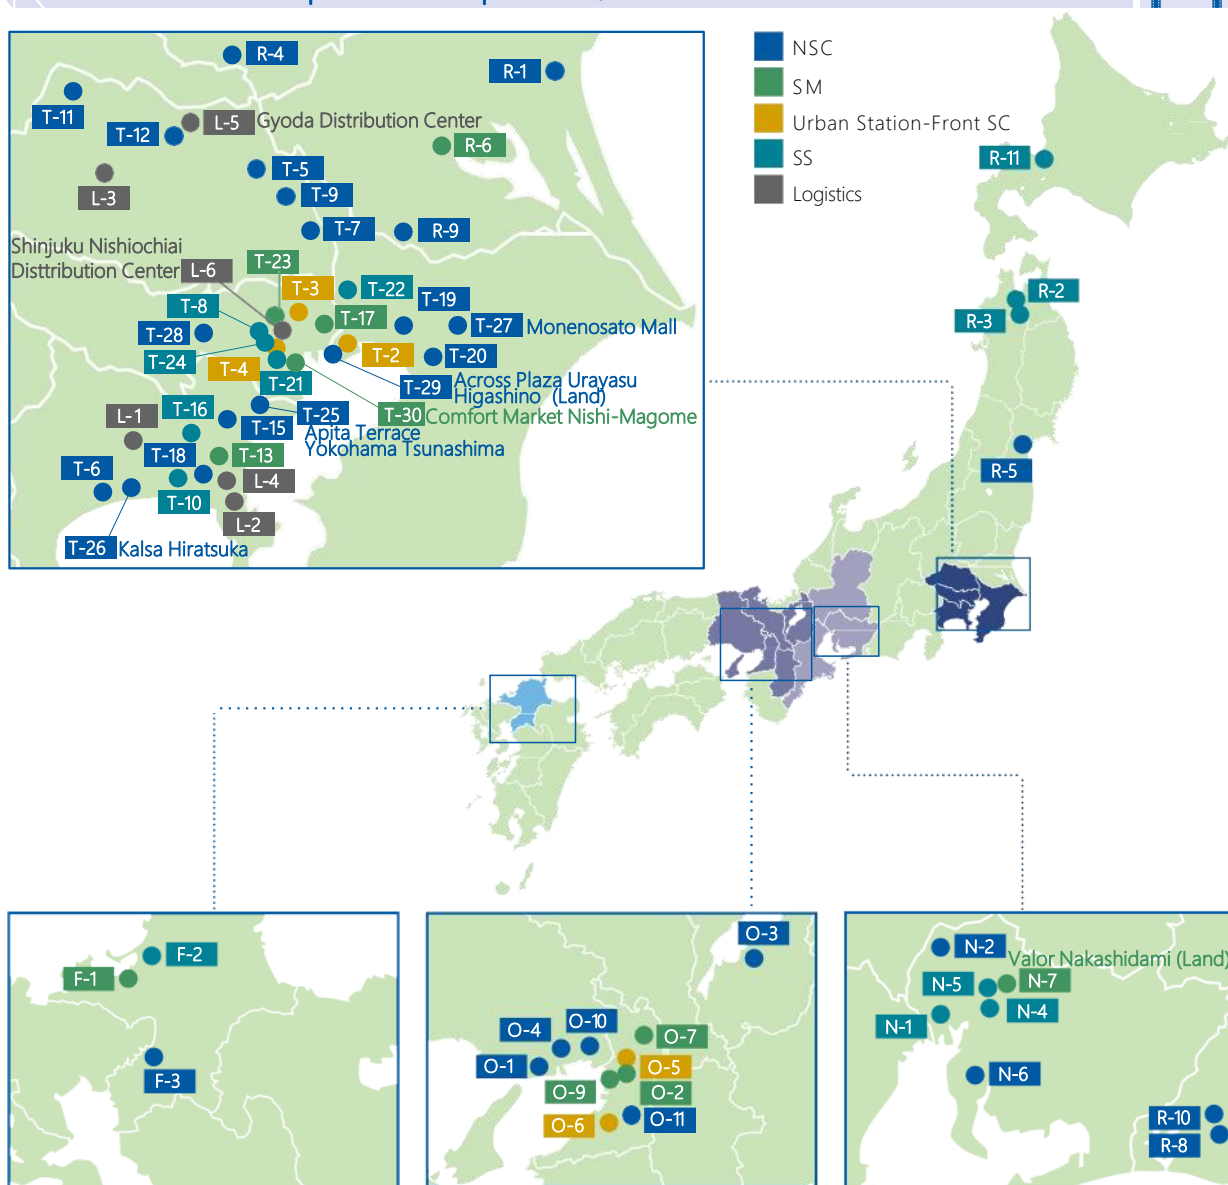 NSC
SM
Urban Station-Front SC
SS
Logistics
R-4
R-1
T-11
T-12
L-5
Gyoda Distribution Center
R-6
L-3
T-5
T-9
T-7
R-9
Shinjuku Nishiochiai
Disttribution Center
L-6
T-23
T-3
T-22
T-19
T-8
T-17
T-27
Monenosato Mall
T-28
T-24
T-4
T-2
T-20
T-21
T-29
Across Plaza Urayasu
Higashino (Land)
L-1
T-16
T-25
T-30
Comfort Market Nishi-Magome
T-15
Apita Terrace
Yokohama Tsunashima
T-18
T-13
T-6
L-4
T-10
L-2
T-26
Kalsa Hiratsuka
R-11
R-2
R-3
R-5
F-2
F-1
F-3
O-3
O-4
O-10
O-7
O-1
O-5
O-9
O-2
O-6
O-11
N-2
Valor Nakashidami (Land)
N-5
N-7
N-1
N-4
N-6
R-10
R-8